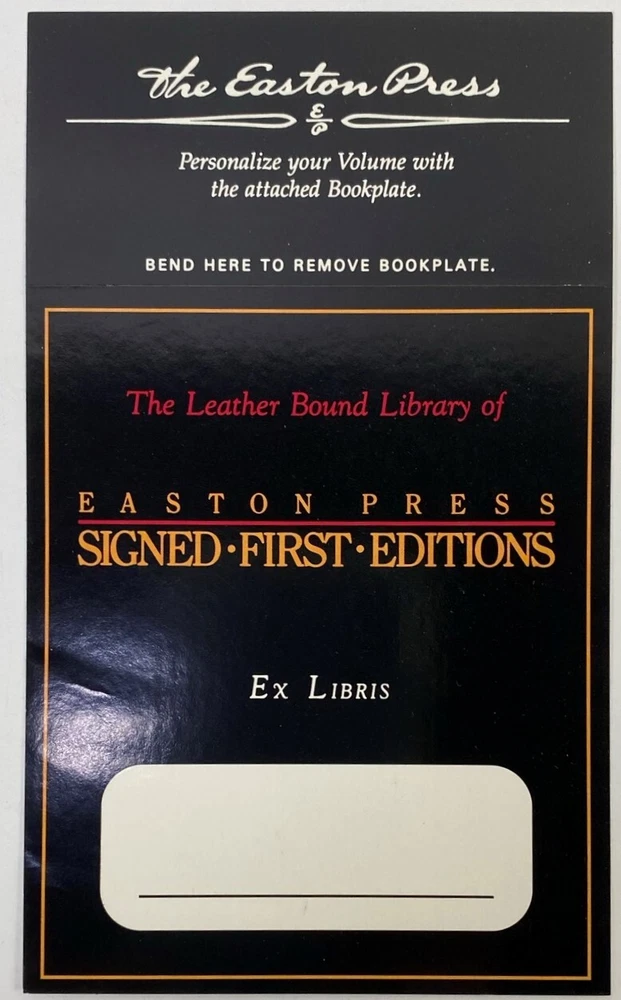 The Easton Press
EP
Personalize your Volume with
the attached Bookplate.
BEND HERE TO REMOVE BOOKPLATE.
The Leather Bound Library of
EASTON PRESS
SIGNED·FIRST·EDITIONS
EX LIBRIS